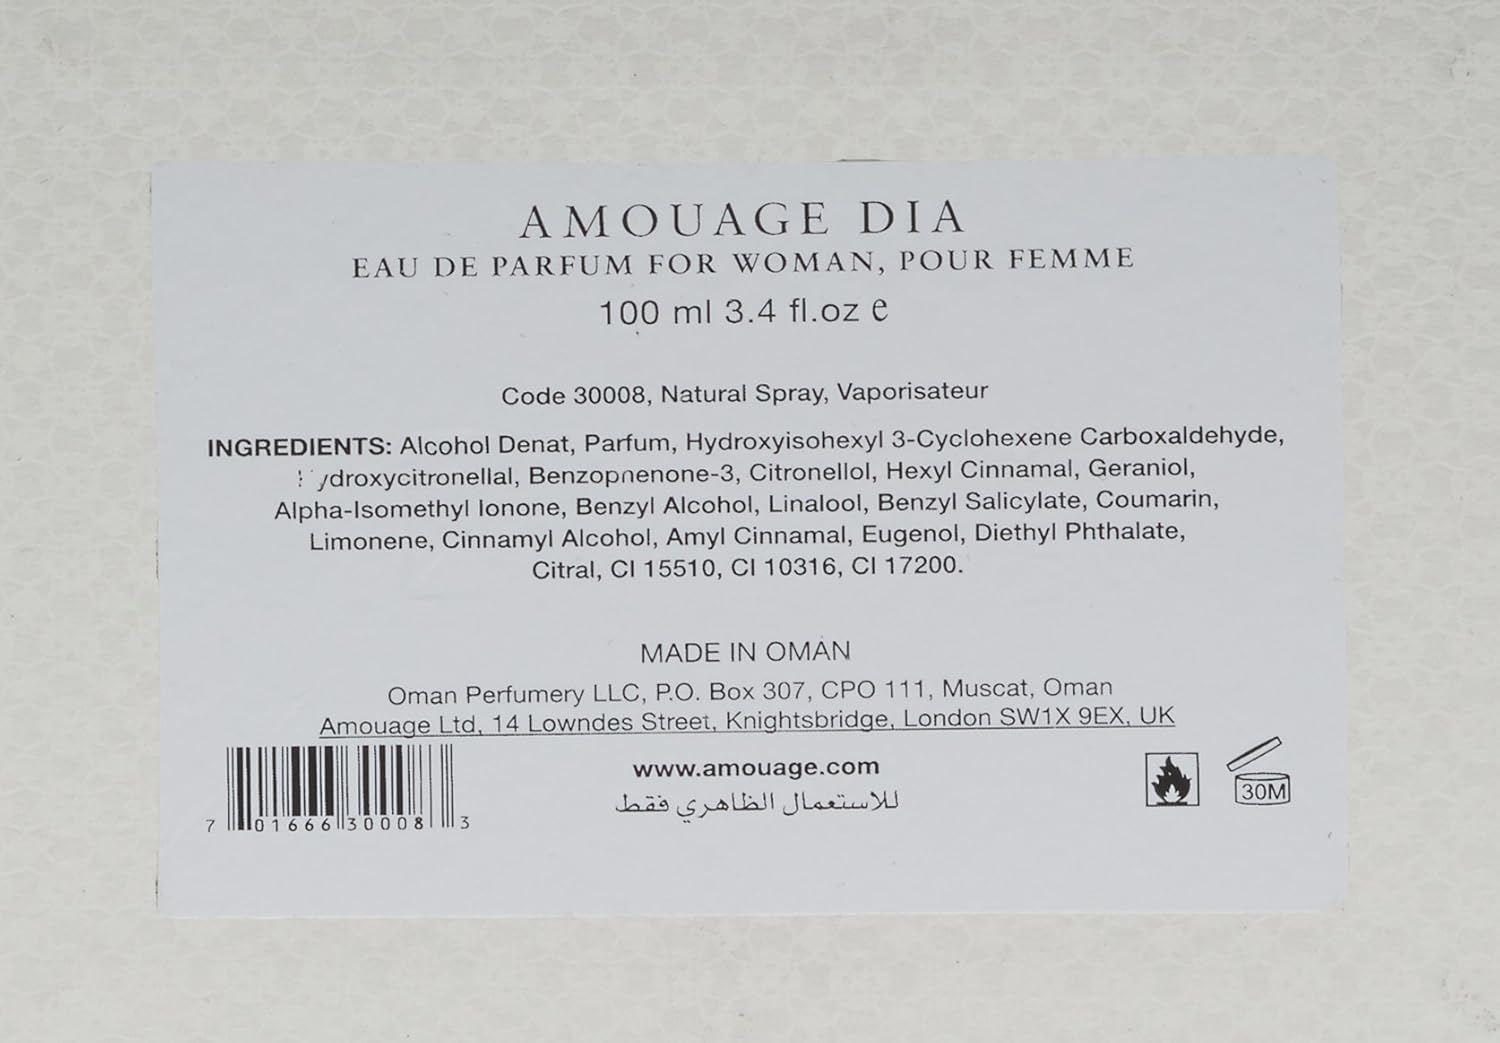 AMOUAGE DIA
EAU DE PARFUM FOR WOMAN, POUR FEMME
100 ml 3.4 fl.oz e
Code 30008, Natural Spray, Vaporisateur
INGREDIENTS: Alcohol Denat, Parfum, Hydroxyisohexyl 3-Cyclohexene Carboxaldehyde,
Hydroxycitronellal, Benzophenone-3, Citronellol, Hexyl Cinnamal, Geraniol,
Alpha-Isomethyl Ionone, Benzyl Alcohol, Linalool, Benzyl Salicylate, Coumarin,
Limonene, Cinnamyl Alcohol, Amyl Cinnamal, Eugenol, Diethyl Phthalate,
Citral, CI 15510, CI 10316, CI 17200.
MADE IN OMAN
Oman Perfumery LLC, P.O. Box 307, CPO 111, Muscat, Oman
Amouage Ltd, 14 Lowndes Street, Knightsbridge, London SW1X 9EX, UK
www.amouage.com
للاستعمال الظاهري فقط
7 01666 30008 3
30M